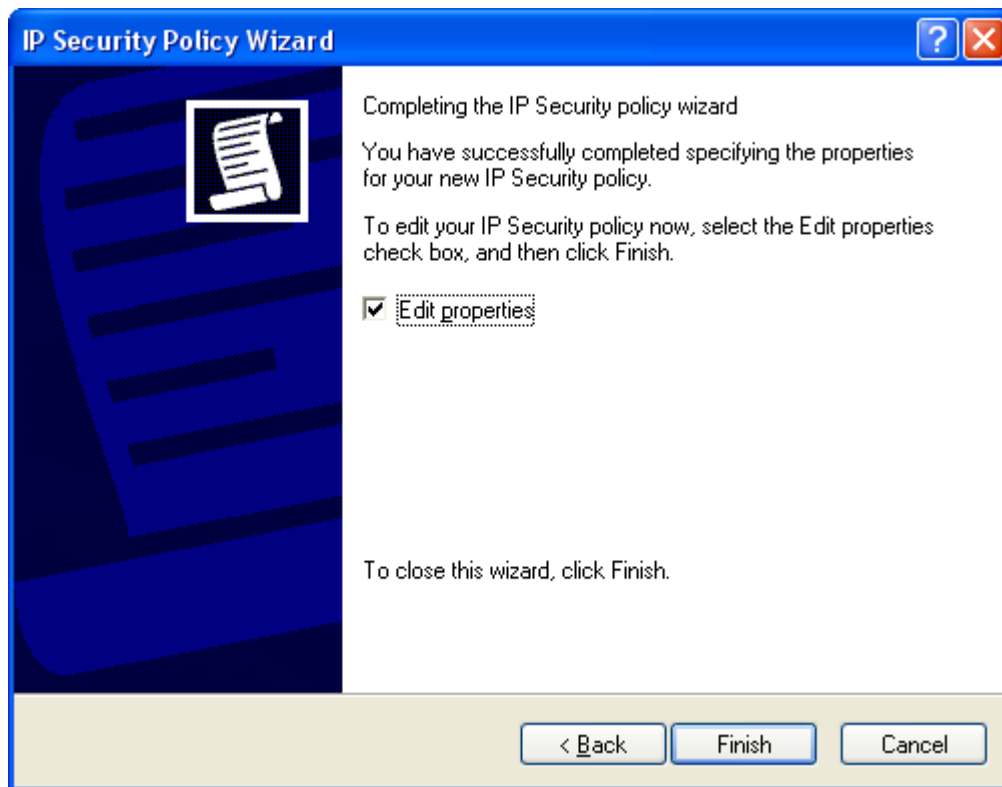 IP Security Policy Wizard
Completing the IP Security policy wizard
You have successfully completed specifying the properties
for your new IP Security policy.
To edit your IP Security policy now, select the Edit properties
check box, and then click Finish.
Edit properties
To close this wizard, click Finish.
< Back Finish Cancel